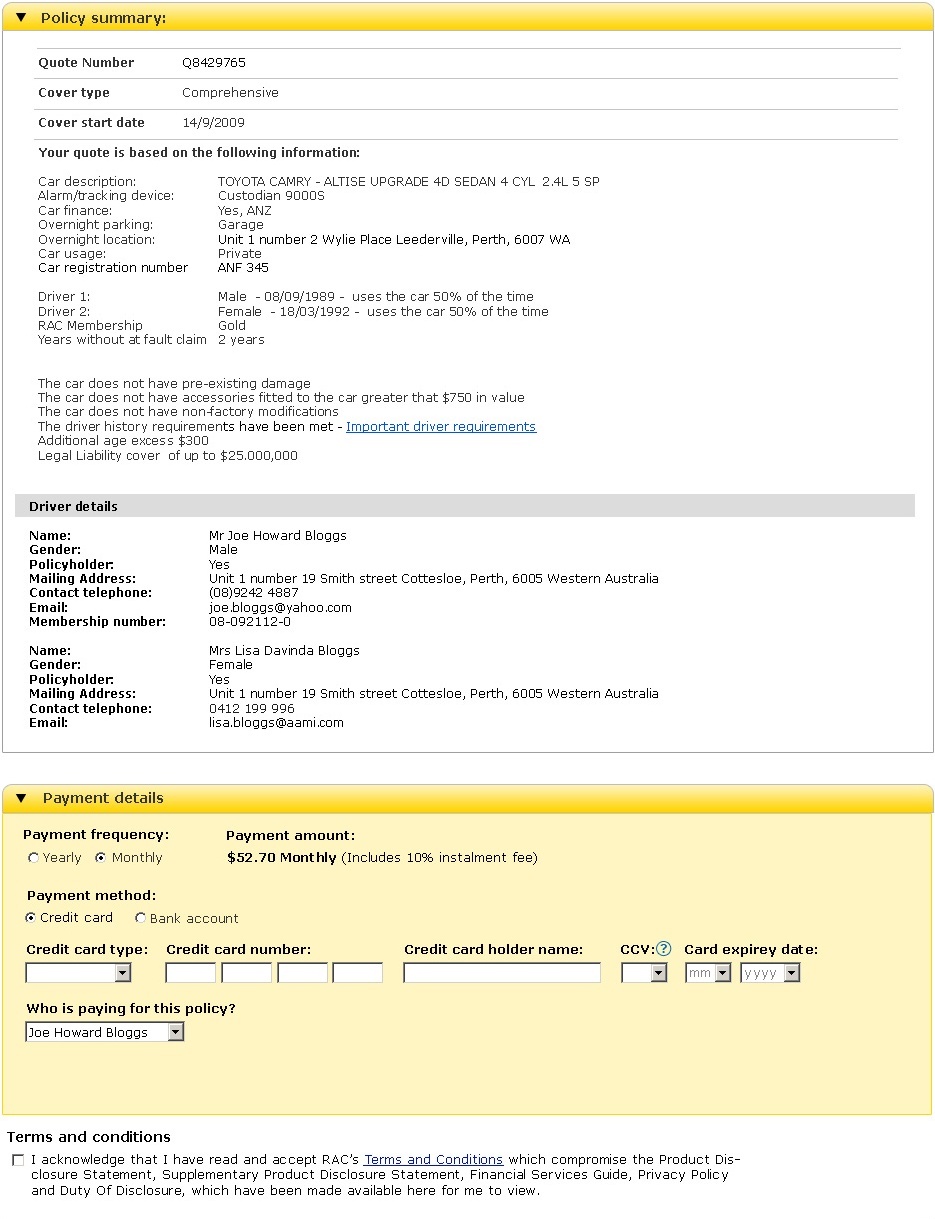 Policy summary:
Quote Number Q8429765
Cover type Comprehensive
Cover start date 14/9/2009
Your quote is based on the following information:
Car description: TOYOTA CAMRY - ALTISE UPGRADE 4D SEDAN 4 CYL 2.4L 5 SP
Alarm/tracking device: Custodian 9000S
Car finance: Yes, ANZ
Overnight parking: Garage
Overnight location: Unit 1 number 2 Wylie Place Leederville, Perth, 6007 WA
Car usage: Private
Car registration number ANF 345
Driver 1: Male - 08/09/1989 - uses the car 50% of the time
Driver 2: Female - 18/03/1992 - uses the car 50% of the time
RAC Membership Gold
Years without at fault claim 2 years
The car does not have pre-existing damage
The car does not have accessories fitted to the car greater that $750 in value
The car does not have non-factory modifications
The driver history requirements have been met - Important driver requirements
Additional age excess $300
Legal Liability cover of up to $25.000,000
Driver details
Name: Mr Joe Howard Bloggs
Gender: Male
Policyholder: Yes
Mailing Address: Unit 1 number 19 Smith street Cottesloe, Perth, 6005 Western Australia
Contact telephone: (08)9242 4887
Email: joe.bloggs@yahoo.com
Membership number: 08-092112-0
Name: Mrs Lisa Davinda Bloggs
Gender: Female
Policyholder: Yes
Mailing Address: Unit 1 number 19 Smith street Cottesloe, Perth, 6005 Western Australia
Contact telephone: 0412 199 996
Email: lisa.bloggs@aami.com
Payment details
Payment frequency: Payment amount:
Yearly Monthly $52.70 Monthly (Includes 10% instalment fee)
Payment method:
Credit card Bank account
Credit card type: Credit card number: Credit card holder name: CCV: ? Card expirey date:
mm yyyy
Who is paying for this policy?
Joe Howard Bloggs
Terms and conditions
I acknowledge that I have read and accept RAC's Terms and Conditions which compromise the Product Dis-
closure Statement, Supplementary Product Disclosure Statement, Financial Services Guide, Privacy Policy
and Duty Of Disclosure, which have been made available here for me to view.